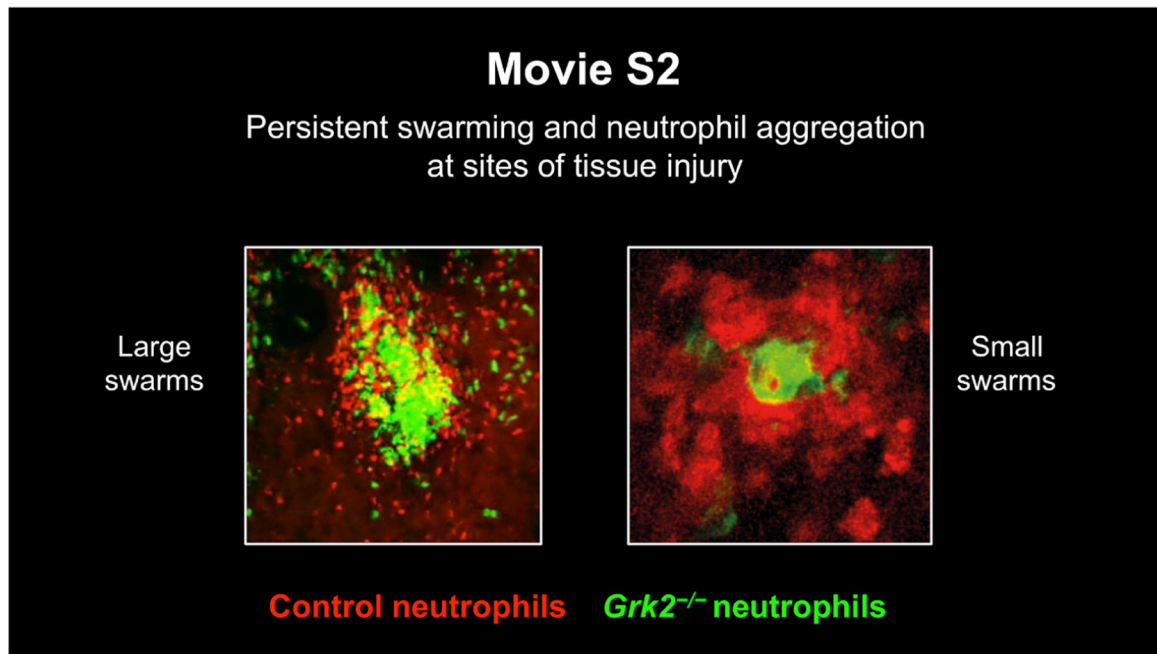 Movie S2
Persistent swarming and neutrophil aggregation
at sites of tissue injury
Large
swarms
Small
swarms
Control neutrophils Grk2⁻/⁻ neutrophils